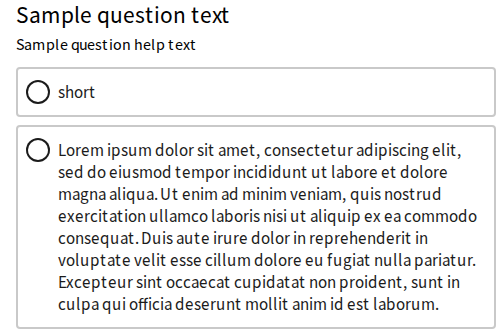 Sample question text
Sample question help text
short
Lorem ipsum dolor sit amet, consectetur adipiscing elit,
sed do eiusmod tempor incididunt ut labore et dolore
magna aliqua. Ut enim ad minim veniam, quis nostrud
exercitation ullamco laboris nisi ut aliquip ex ea commodo
consequat. Duis aute irure dolor in reprehenderit in
voluptate velit esse cillum dolore eu fugiat nulla pariatur.
Excepteur sint occaecat cupidatat non proident, sunt in
culpa qui officia deserunt mollit anim id est laborum.